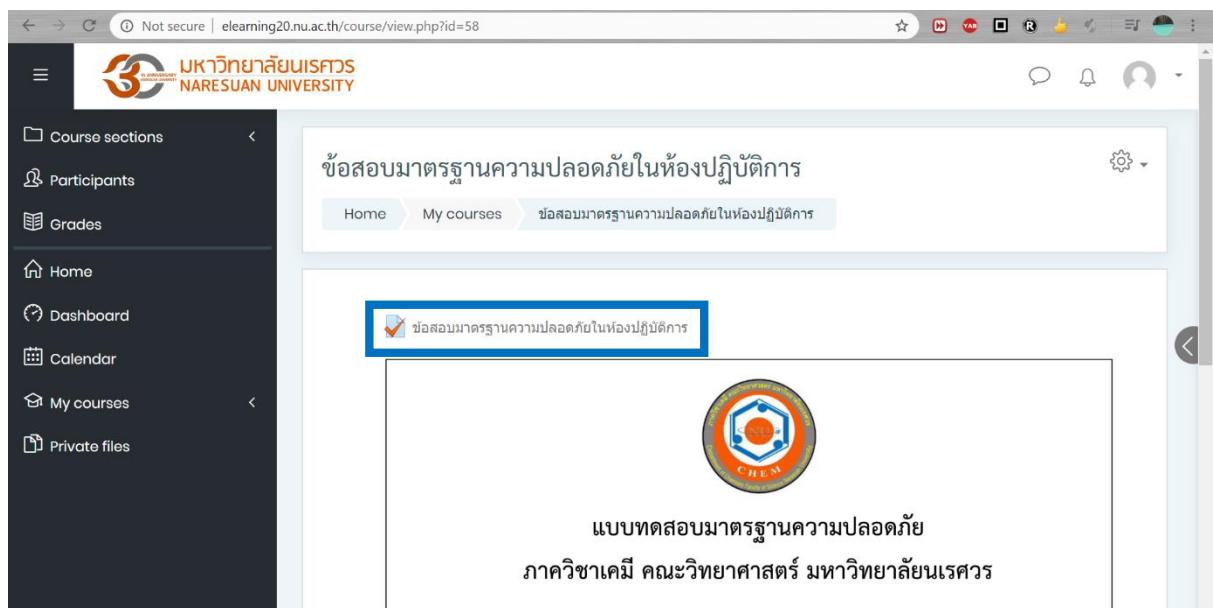 Not secure | elearning20.nu.ac.th/course/view.php?id=58
มหาวิทยาลัยนเรศวร
NARESUAN UNIVERSITY
Course sections
Participants
Grades
Home
Dashboard
Calendar
My courses
Private files
ข้อสอบมาตรฐานความปลอดภัยในห้องปฏิบัติการ
Home My courses ข้อสอบมาตรฐานความปลอดภัยในห้องปฏิบัติการ
ข้อสอบมาตรฐานความปลอดภัยในห้องปฏิบัติการ
CHEM
แบบทดสอบมาตรฐานความปลอดภัย
ภาควิชาเคมี คณะวิทยาศาสตร์ มหาวิทยาลัยนเรศวร